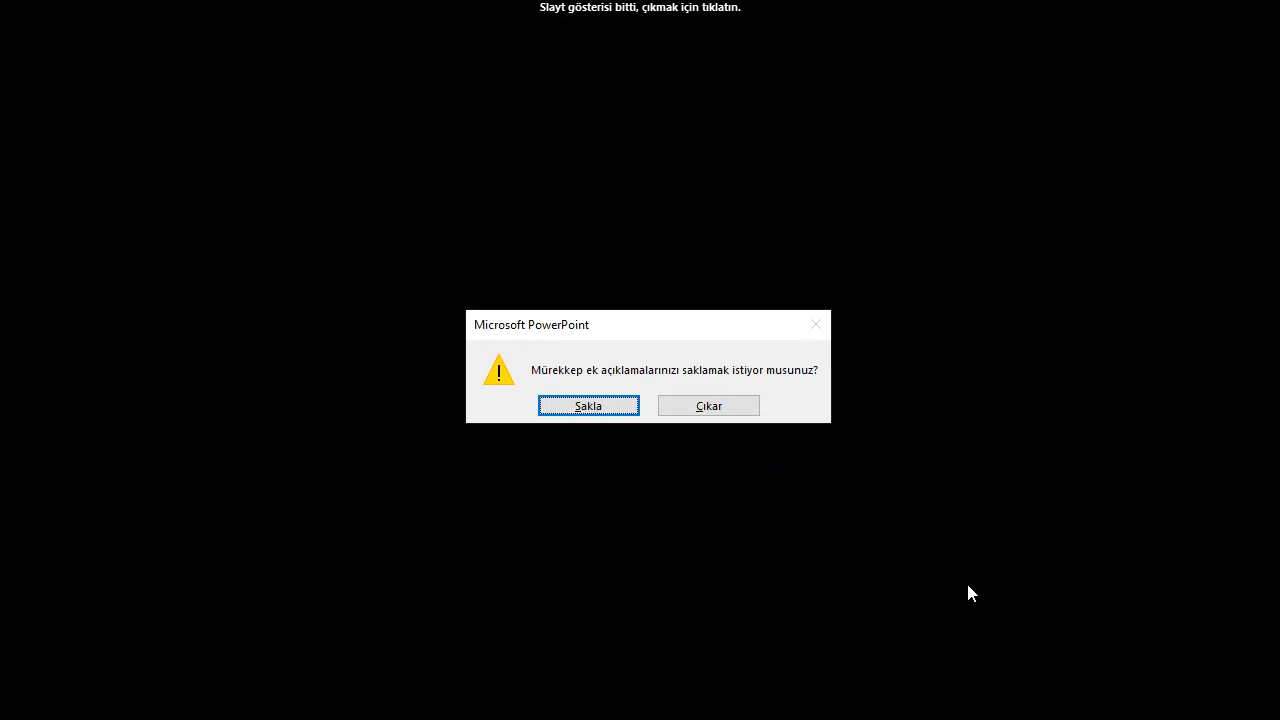 Slayt gösterisi bitti, çıkmak için tıklatın.
Microsoft PowerPoint
Mürekkep ek açıklamalarınızı saklamak istiyor musunuz?
Sakla
Çıkar